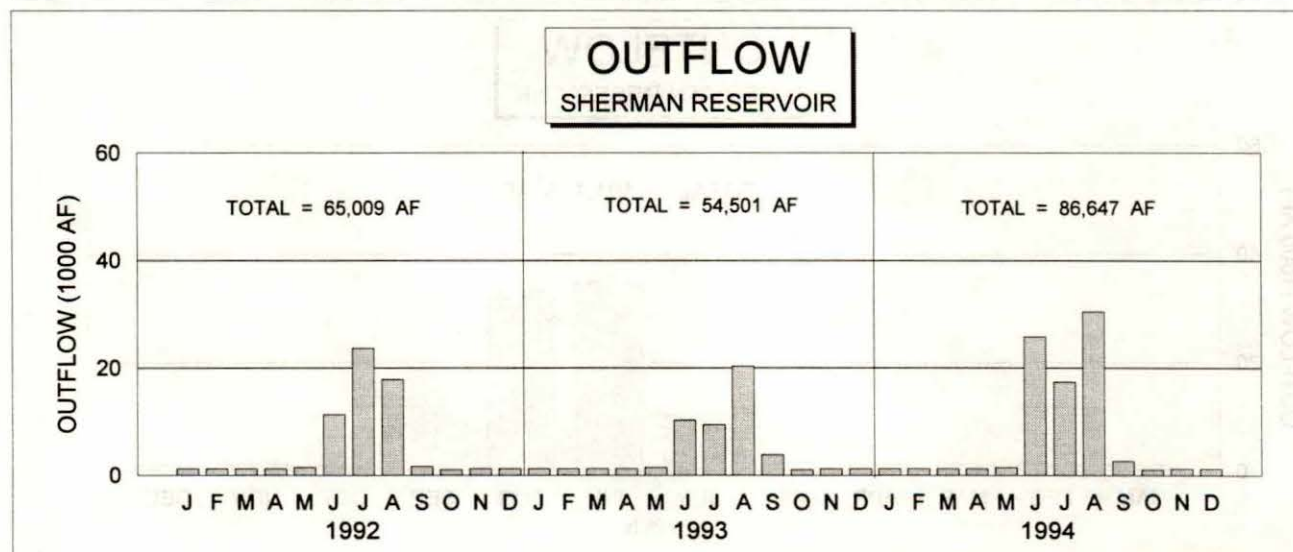 OUTFLOW
SHERMAN RESERVOIR
OUTFLOW (1000 AF)
60
40
20
0
TOTAL = 65,009 AF
TOTAL = 54,501 AF
TOTAL = 86,647 AF
J F M A M J J A S O N D J F M A M J J A S O N D J F M A M J J A S O N D
1992 1993 1994